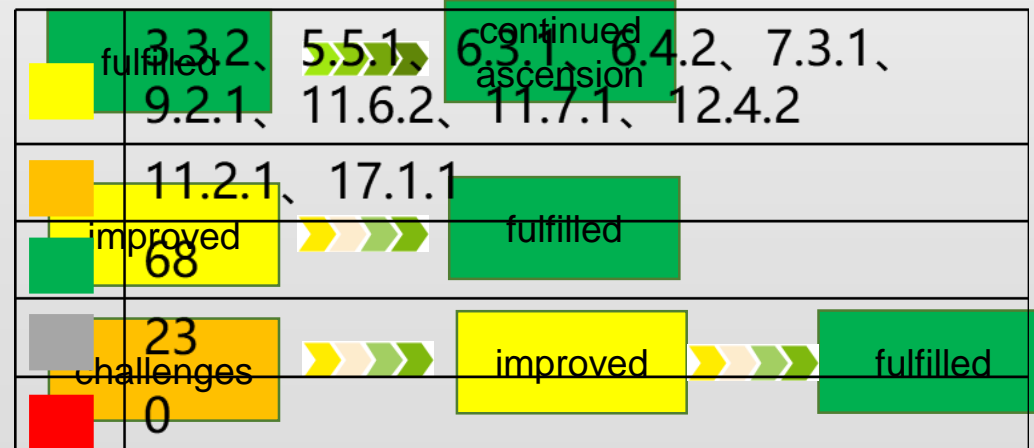 3.3.2、 5.5.1、 6.3.1、 6.4.2、 7.3.1、
9.2.1、 11.6.2、 11.7.1、 12.4.2
fulfilled
continued
ascension
11.2.1、 17.1.1
improved
fulfilled
68
23
challenges
improved
fulfilled
0